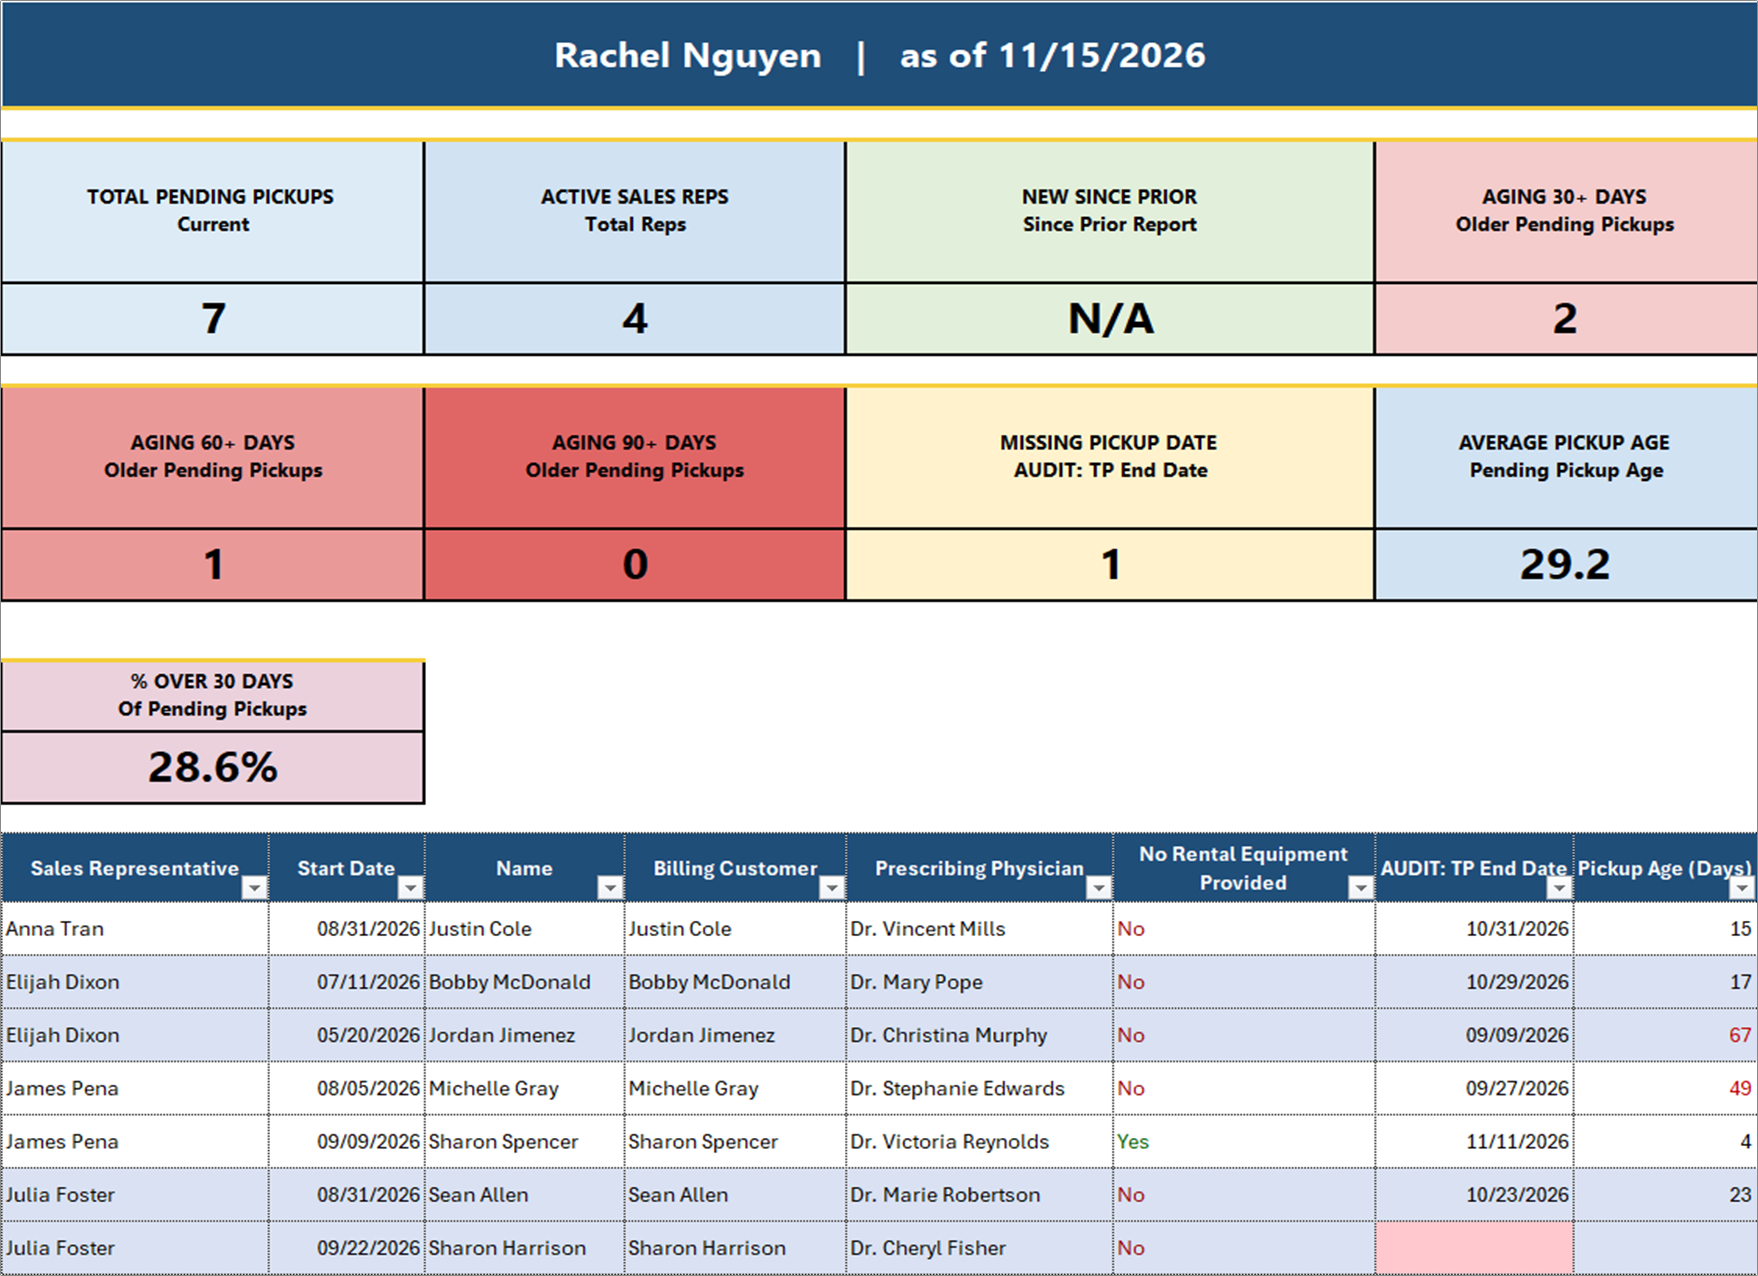 Rachel Nguyen | as of 11/15/2026
TOTAL PENDING PICKUPS
Current
ACTIVE SALES REPS
Total Reps
NEW SINCE PRIOR
Since Prior Report
AGING 30+ DAYS
Older Pending Pickups
7
4
N/A
2
AGING 60+ DAYS
Older Pending Pickups
AGING 90+ DAYS
Older Pending Pickups
MISSING PICKUP DATE
AUDIT: TP End Date
AVERAGE PICKUP AGE
Pending Pickup Age
1
0
1
29.2
% OVER 30 DAYS
Of Pending Pickups
28.6%
Sales Representative Start Date Name Billing Customer Prescribing Physician No Rental Equipment Provided AUDIT: TP End Date Pickup Age (Days)
Anna Tran 08/31/2026 Justin Cole Justin Cole Dr. Vincent Mills No 10/31/2026 15
Elijah Dixon 07/11/2026 Bobby McDonald Bobby McDonald Dr. Mary Pope No 10/29/2026 17
Elijah Dixon 05/20/2026 Jordan Jimenez Jordan Jimenez Dr. Christina Murphy No 09/09/2026 67
James Pena 08/05/2026 Michelle Gray Michelle Gray Dr. Stephanie Edwards No 09/27/2026 49
James Pena 09/09/2026 Sharon Spencer Sharon Spencer Dr. Victoria Reynolds Yes 11/11/2026 4
Julia Foster 08/31/2026 Sean Allen Sean Allen Dr. Marie Robertson No 10/23/2026 23
Julia Foster 09/22/2026 Sharon Harrison Sharon Harrison Dr. Cheryl Fisher No